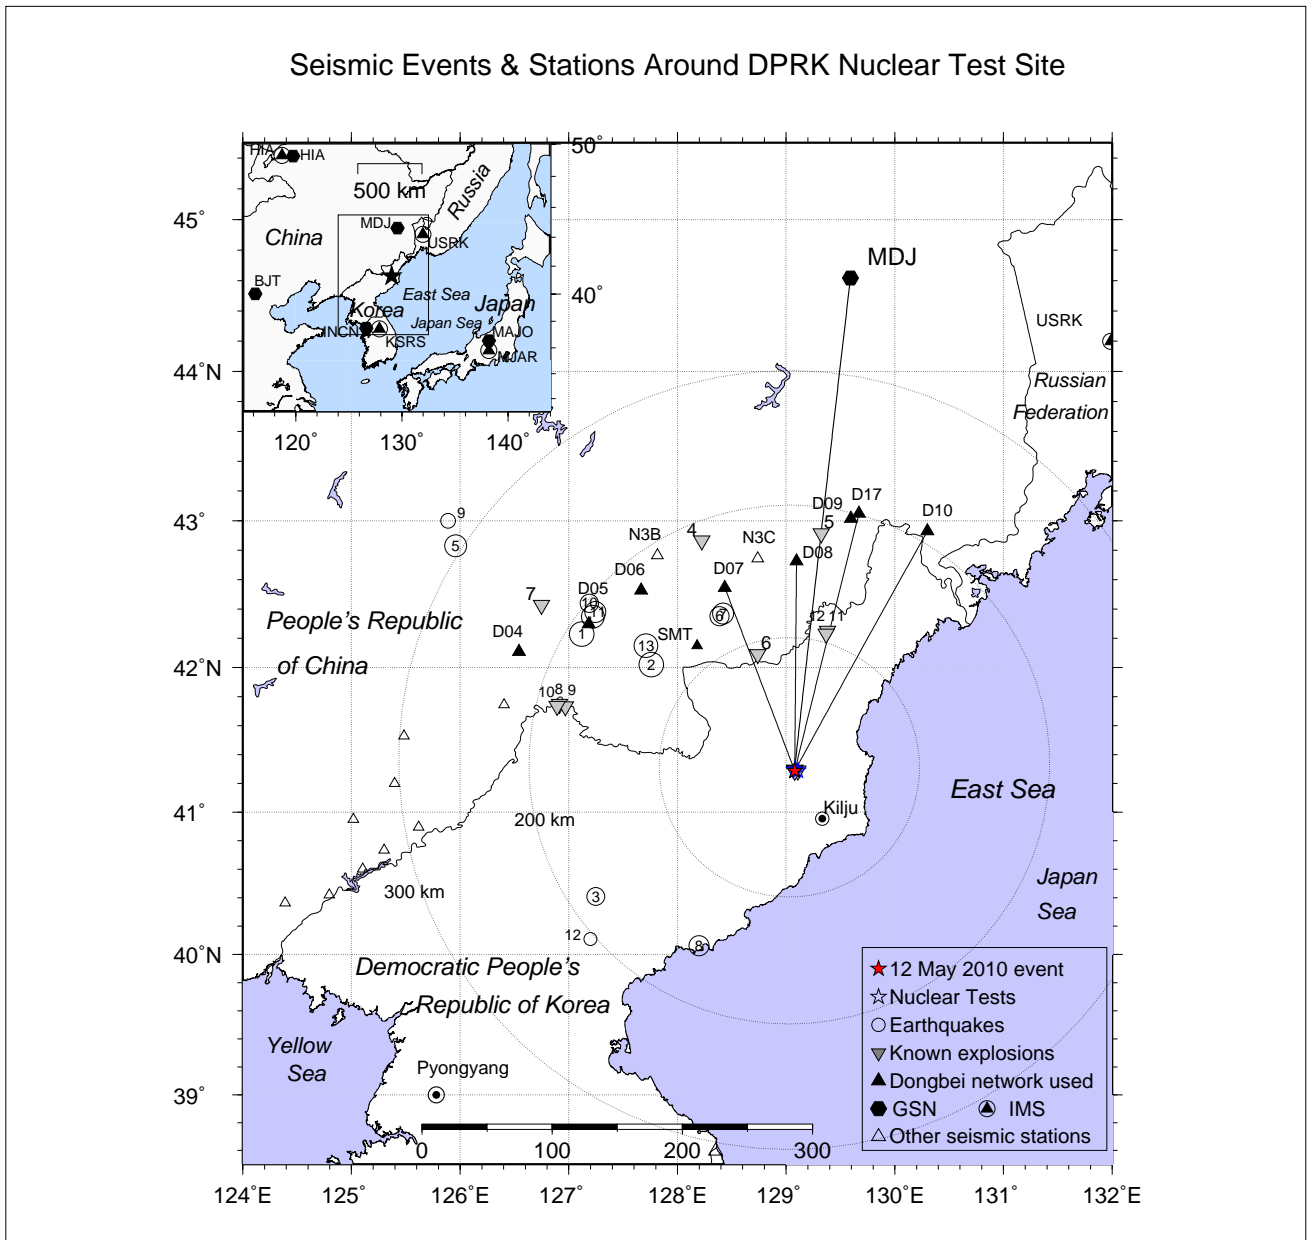 Seismic Events & Stations Around DPRK Nuclear Test Site
HIA
HIA
50˚
500 km
Russia
China
MDJ
USRK
BJT
East Sea
40˚
Korea
Japan
Japan Sea
INCN
KSRS
MAJO
MJAR
120˚
130˚
140˚
45˚
44˚N
43˚
42˚N
41˚
40˚N
39˚
MDJ
USRK
Russian
Federation
D09
D17
D10
5
4
N3B
N3C
D08
D07
D06
D05
9
5
7
10
11
1
D04
6
7
12
11
SMT
13
2
6
10
8
9
People's Republic
of China
Kilju
200 km
East Sea
300 km
Japan
Sea
3
12
8
Democratic People's
Republic of Korea
Yellow
Sea
Pyongyang
12 May 2010 event
Nuclear Tests
Earthquakes
Known explosions
Dongbei network used
GSN
IMS
Other seismic stations
0
100
200
300
124˚E
125˚
126˚E
127˚
128˚E
129˚
130˚E
131˚
132˚E